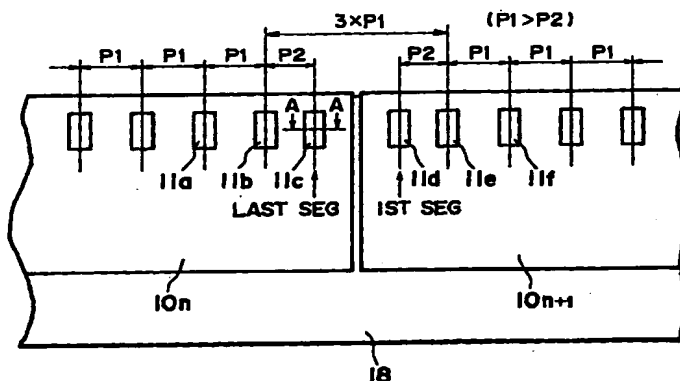 3×P1 (P1>P2)
P1 P1 P1 P2 P2 P1 P1 P1
A A
11a 11b 11c 11d 11e 11f
LAST SEG 1ST SEG
10n 10n+1
18